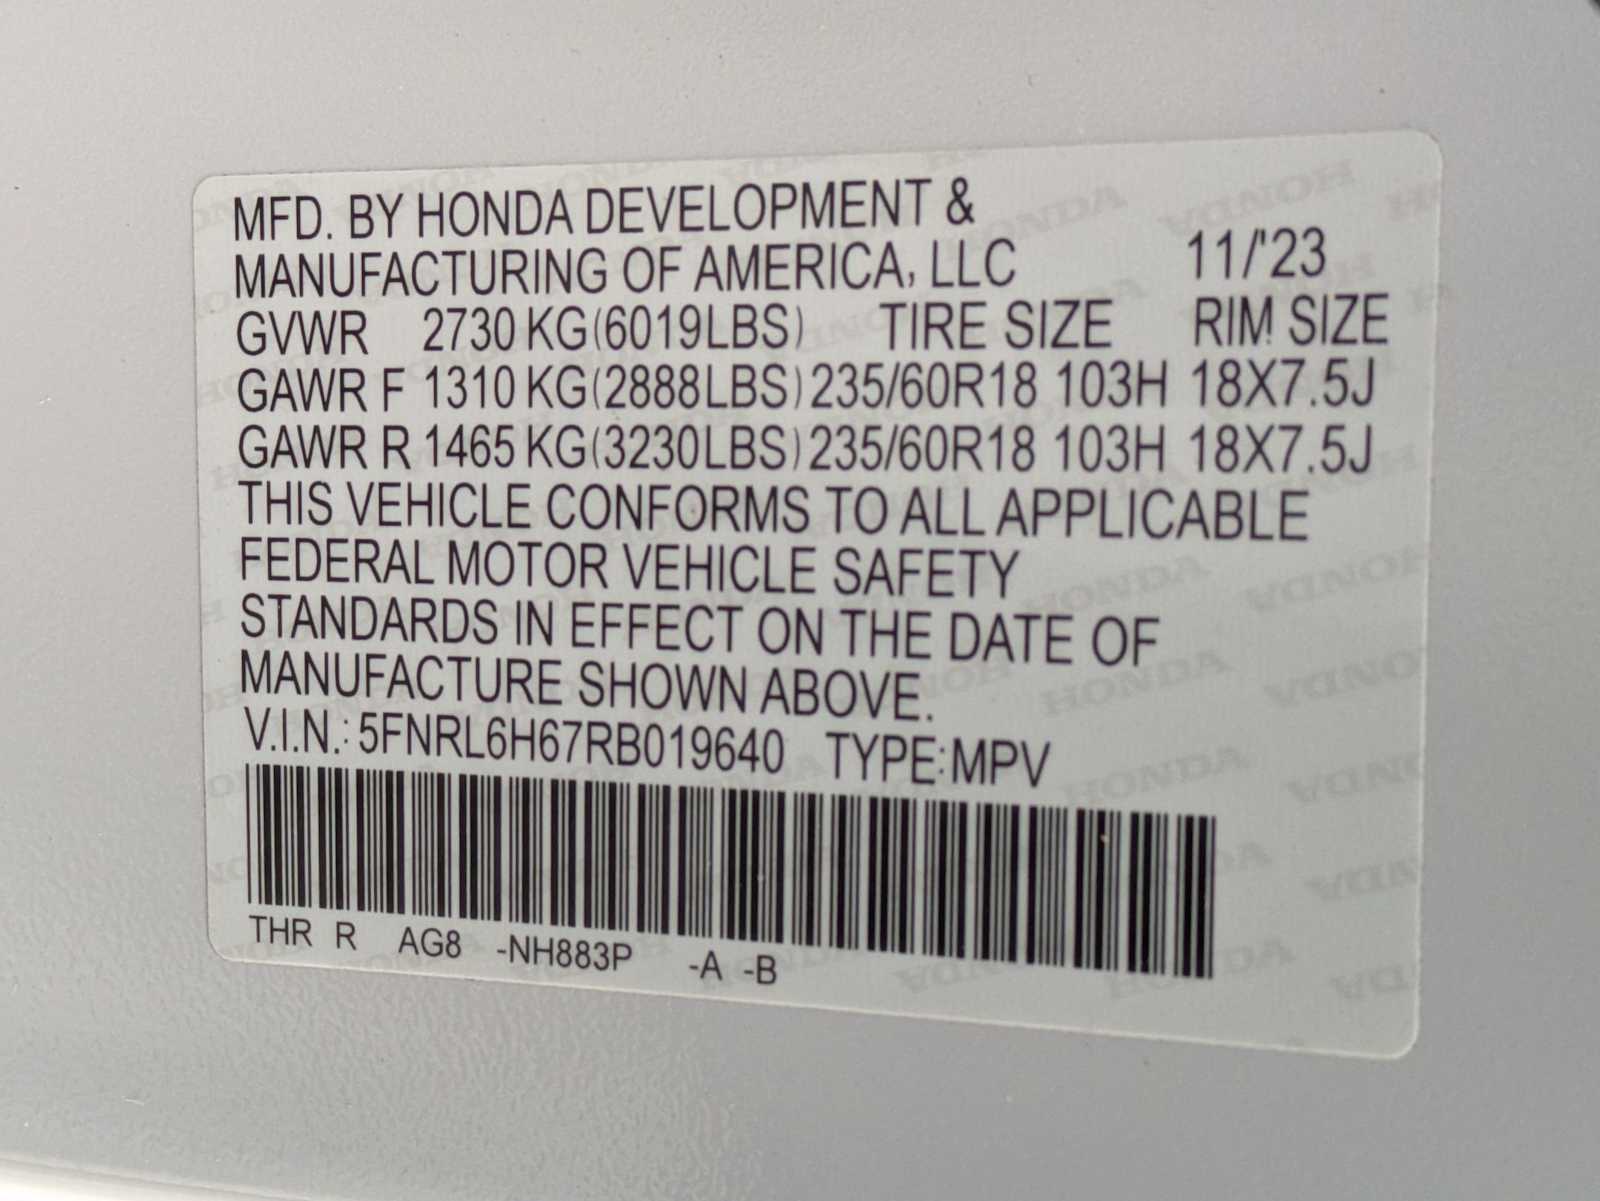 MFD. BY HONDA DEVELOPMENT &
MANUFACTURING OF AMERICA, LLC 11/'23
GVWR 2730 KG(6019LBS) TIRE SIZE RIM SIZE
GAWR F 1310 KG(2888LBS) 235/60R18 103H 18X7.5J
GAWR R 1465 KG(3230LBS) 235/60R18 103H 18X7.5J
THIS VEHICLE CONFORMS TO ALL APPLICABLE
FEDERAL MOTOR VEHICLE SAFETY
STANDARDS IN EFFECT ON THE DATE OF
MANUFACTURE SHOWN ABOVE.
V.I.N.: 5FNRL6H67RB019640 TYPE:MPV
THR R AG8 -NH883P -A -B